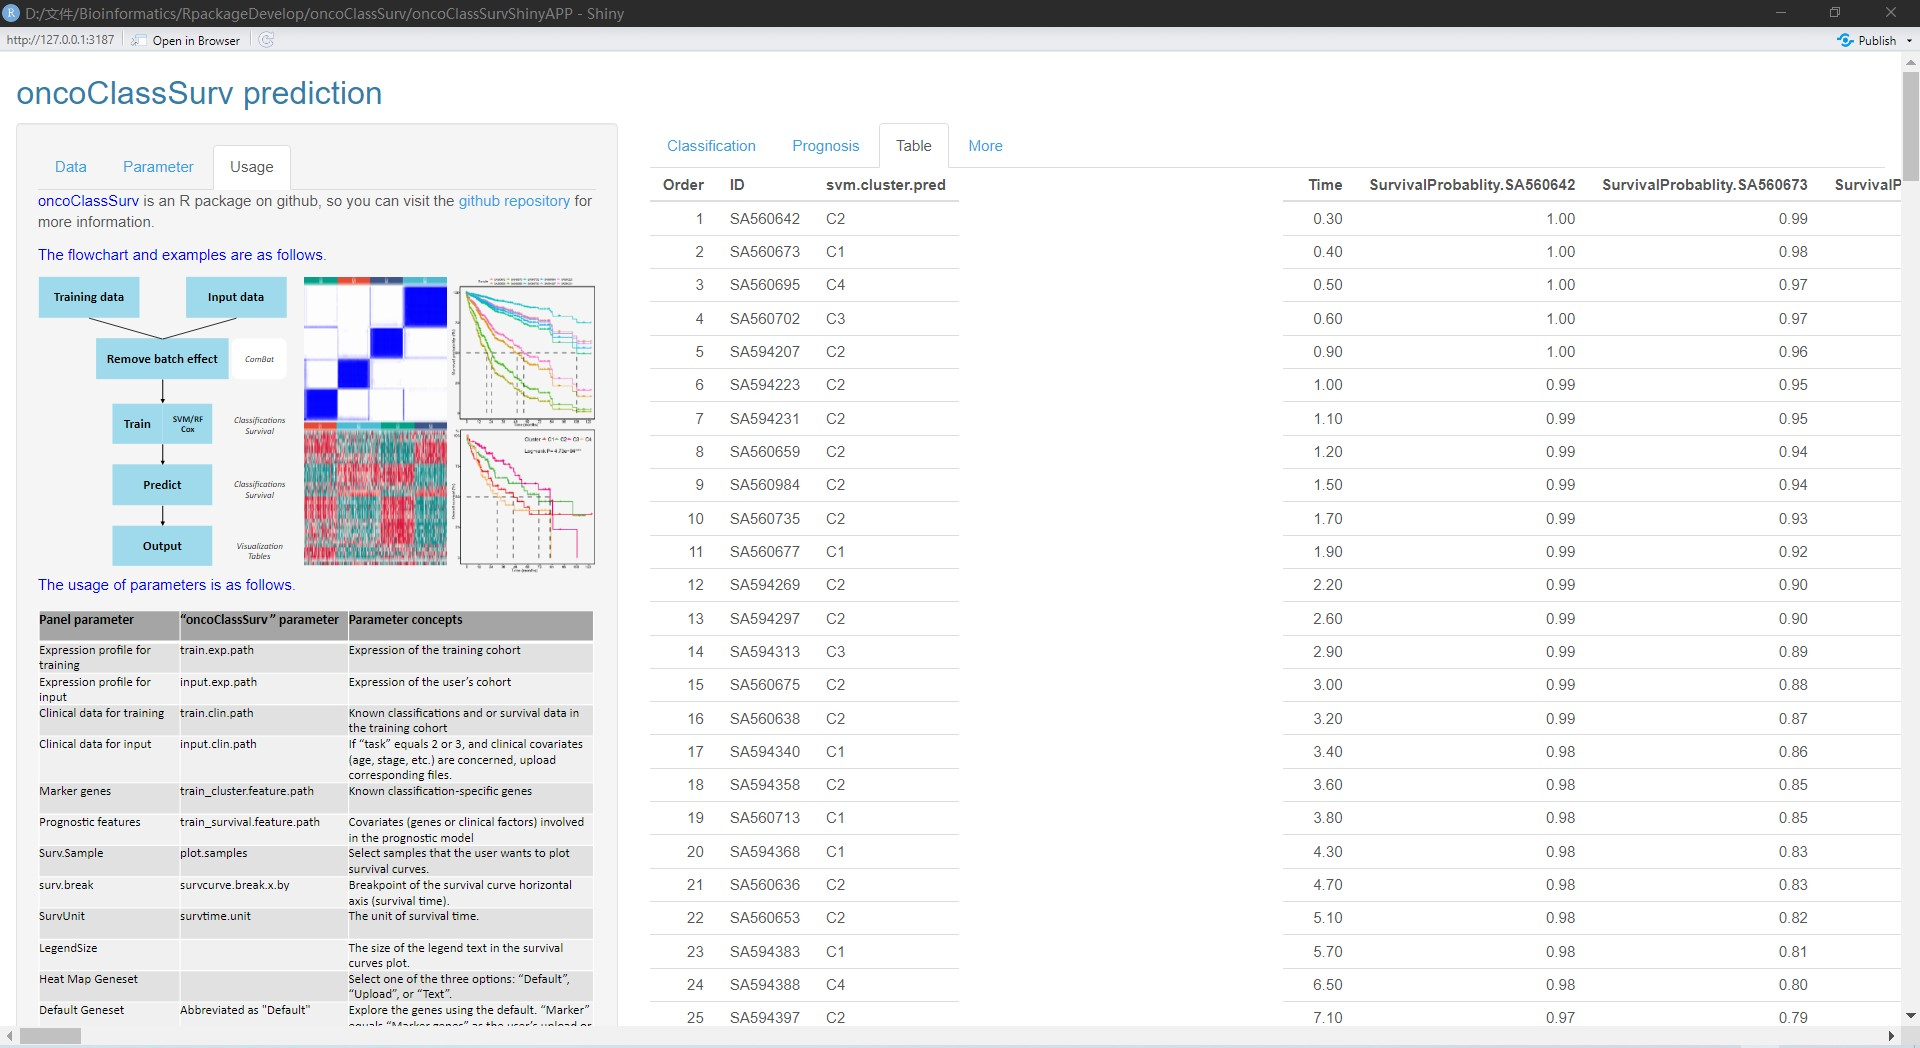 D:/文件/Bioinformatics/RpackageDevelop/oncoClassSurv/oncoClassSurvShinyAPP - Shiny
http://127.0.0.1:3187 Open in Browser Publish
oncoClassSurv prediction
Data Parameter Usage
oncoClassSurv is an R package on github, so you can visit the github repository for
more information.
The flowchart and examples are as follows.
Training data Input data
Remove batch effect ComBat
Train SVM/RF
Cox
Classifications
Survival
Predict
Classifications
Survival
Output
Visualization
Tables
Cluster C1 C2 C3 C4
The usage of parameters is as follows.
Panel parameter “oncoClassSurv” parameter Parameter concepts
Expression profile for
training
train.exp.path Expression of the training cohort
Expression profile for
input
input.exp.path Expression of the user’s cohort
Clinical data for training train.clin.path Known classifications and or survival data in
the training cohort
Clinical data for input input.clin.path If “task” equals 2 or 3, and clinical covariates
(age, stage, etc.) are concerned, upload
corresponding files.
Marker genes train_cluster.feature.path Known classification-specific genes
Prognostic features train_survival.feature.path Covariates (genes or clinical factors) involved
in the prognostic model
Surv.Sample plot.samples Select samples that the user wants to plot
survival curves.
surv.break survcurve.break.x.by Breakpoint of the survival curve horizontal
axis (survival time).
SurvUnit survtime.unit The unit of survival time.
LegendSize The size of the legend text in the survival
curves plot.
Heat Map Geneset Select one of the three options: “Default”,
“Upload”, or “Text”.
Default Geneset Abbreviated as "Default" Explore the genes using the default. “Marker”
equals “Marker genes” as the user’s upload or
Classification Prognosis Table More
Order ID svm.cluster.pred
1 SA560642 C2
2 SA560673 C1
3 SA560695 C4
4 SA560702 C3
5 SA594207 C2
6 SA594223 C2
7 SA594231 C2
8 SA560659 C2
9 SA560984 C2
10 SA560735 C2
11 SA560677 C1
12 SA594269 C2
13 SA594297 C2
14 SA594313 C3
15 SA560675 C2
16 SA560638 C2
17 SA594340 C1
18 SA594358 C2
19 SA560713 C1
20 SA594368 C1
21 SA560636 C2
22 SA560653 C2
23 SA594383 C1
24 SA594388 C4
25 SA594397 C2
Time SurvivalProbablity.SA560642 SurvivalProbablity.SA560673 SurvivalP
0.30 1.00 0.99
0.40 1.00 0.98
0.50 1.00 0.97
0.60 1.00 0.97
0.90 1.00 0.96
1.00 0.99 0.95
1.10 0.99 0.95
1.20 0.99 0.94
1.50 0.99 0.94
1.70 0.99 0.93
1.90 0.99 0.92
2.20 0.99 0.90
2.60 0.99 0.90
2.90 0.99 0.89
3.00 0.99 0.88
3.20 0.99 0.87
3.40 0.98 0.86
3.60 0.98 0.85
3.80 0.98 0.85
4.30 0.98 0.83
4.70 0.98 0.83
5.10 0.98 0.82
5.70 0.98 0.81
6.50 0.98 0.80
7.10 0.97 0.79